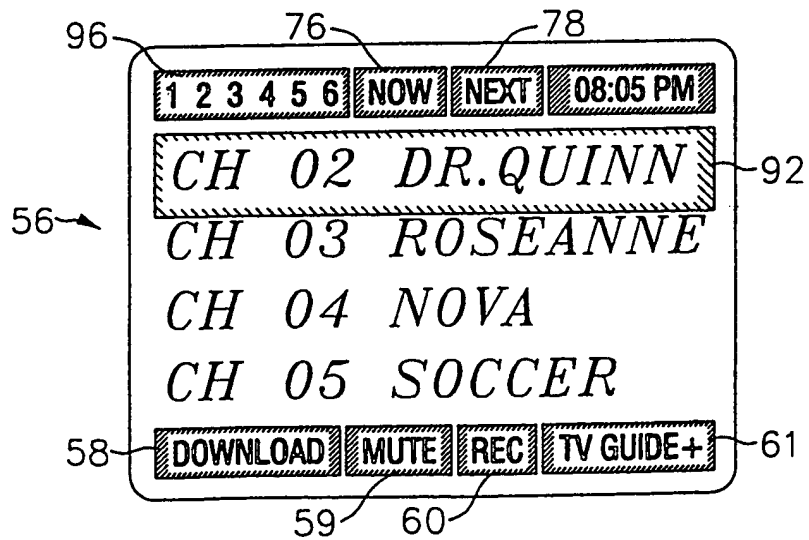 96 76 78
1 2 3 4 5 6 NOW NEXT 08:05 PM
CH 02 DR.QUINN 92
56
CH 03 ROSEANNE
CH 04 NOVA
CH 05 SOCCER
58 DOWNLOAD MUTE REC TV GUIDE+ 61
59 60